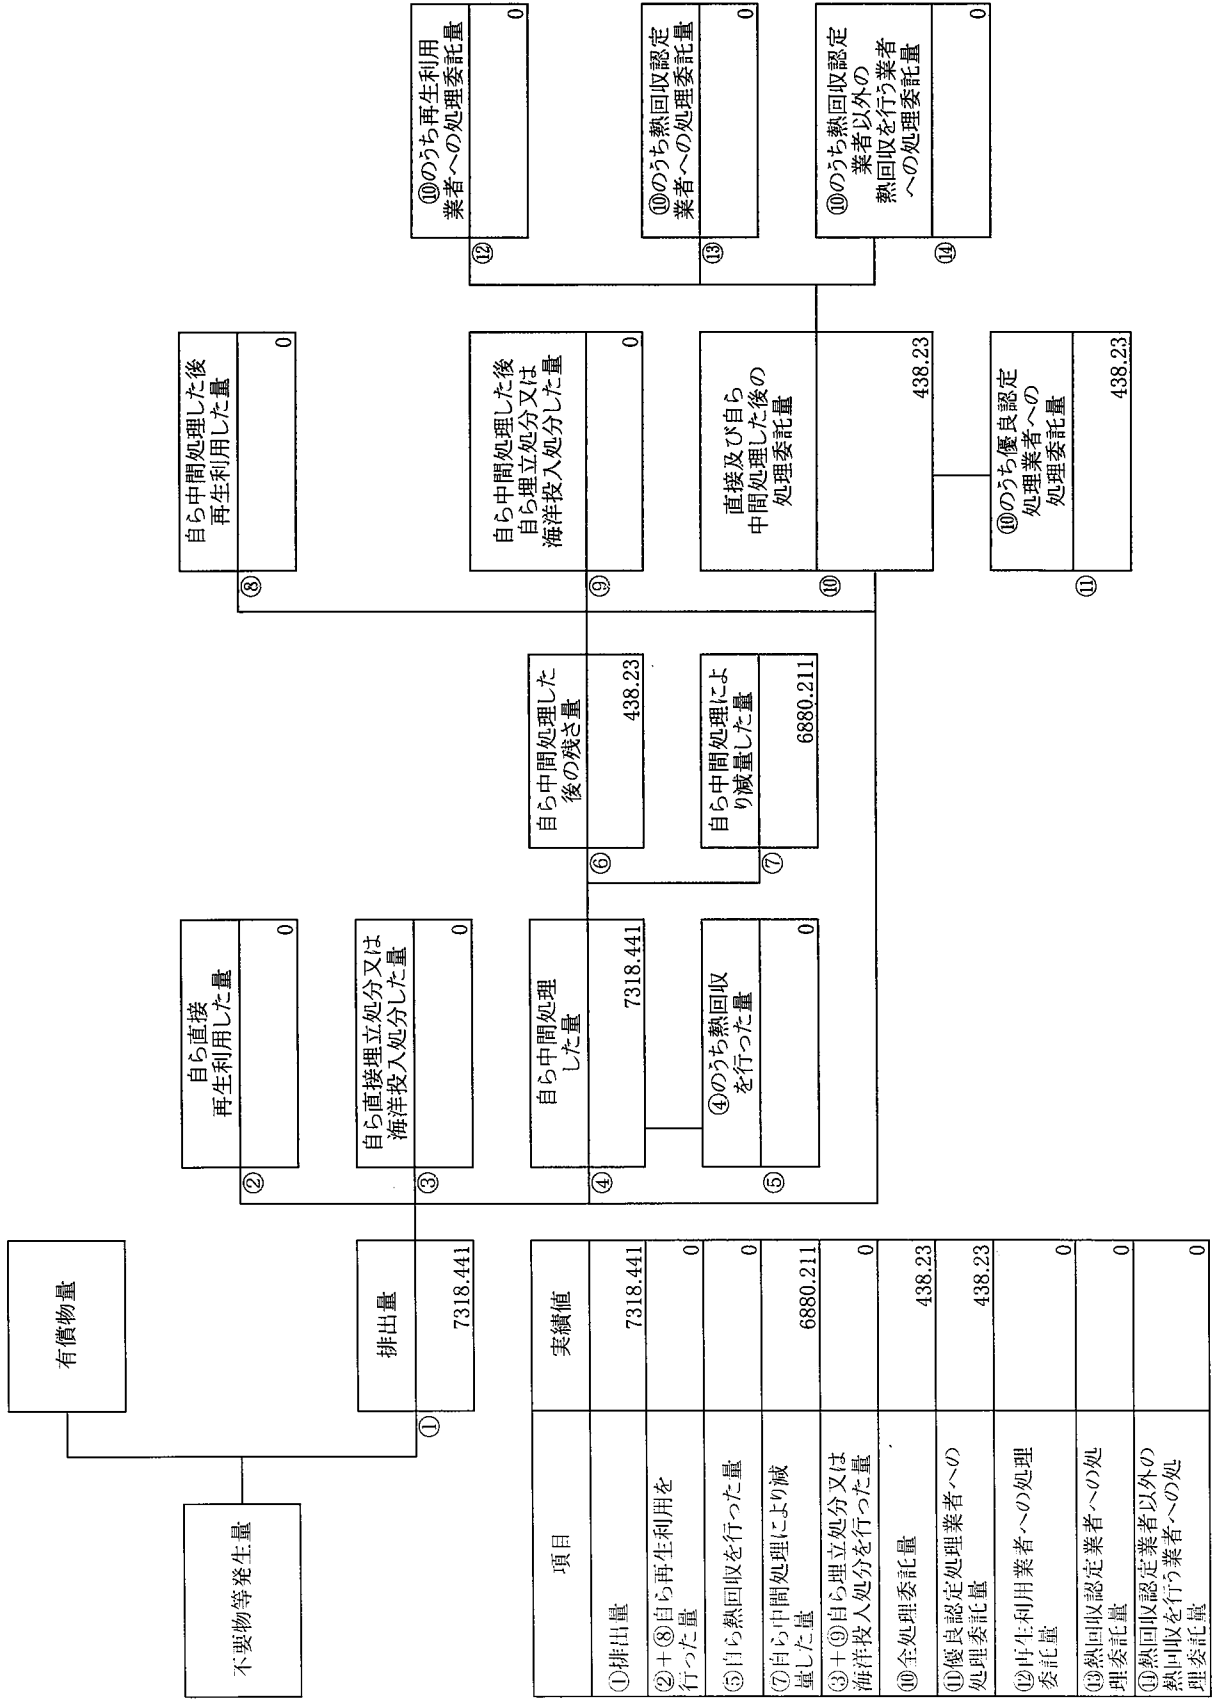 不要物等発生量
有償物量
排出量
①
7318.441
自ら直接
再生利用した量
②
0
自ら直接埋立処分又は
海洋投入処分した量
③
0
自ら中間処理
した量
④
7318.441
④のうち熱回収
を行った量
⑤
0
自ら中間処理した
後の残さ量
⑥
438.23
自ら中間処理によ
り減量した量
⑦
6880.211
自ら中間処理した後
再生利用した量
⑧
0
自ら中間処理した後
自ら埋立処分又は
海洋投入処分した量
⑨
0
直接及び自ら
中間処理した後の
処理委託量
⑩
438.23
⑩のうち優良認定
処理業者への
処理委託量
⑪
438.23
⑩のうち再生利用
業者への処理委託量
⑫
0
⑩のうち熱回収認定
業者への処理委託量
⑬
0
⑩のうち熱回収認定
業者以外の
熱回収を行う業者
への処理委託量
⑭
0
項目 実績値
①排出量 7318.441
②+⑧自ら再生利用を
行った量 0
⑤自ら熱回収を行った量 0
⑦自ら中間処理により減
量した量 6880.211
③+⑨自ら埋立処分又は
海洋投入処分を行った量 0
⑩全処理委託量 438.23
⑪優良認定処理業者への
処理委託量 438.23
⑫再生利用業者への処理
委託量 0
⑬熱回収認定業者への処
理委託量 0
⑭熱回収認定業者以外の
熱回収を行う業者への処
理委託量 0